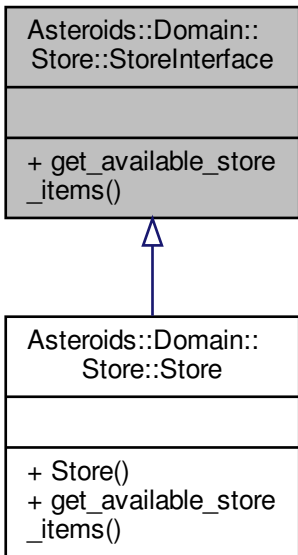 Asteroids::Domain::
Store::StoreInterface
+ get_available_store
_items()
Asteroids::Domain::
Store::Store
+ Store()
+ get_available_store
_items()